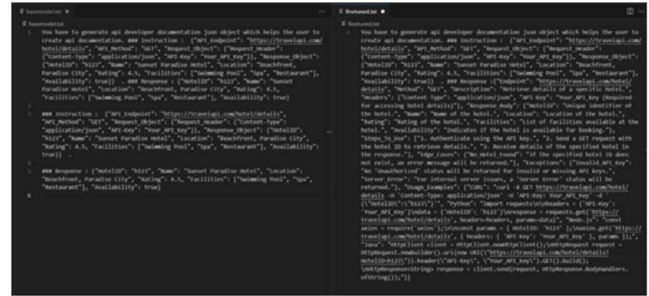 basemodel.txt
You have to generate api developer documentation json object which helps the user to
create api documentation. ### instruction : {"API_Endpoint": "https://travelapi.com/
hotel/details", "API_Method": "GET", "Request_Object": {"Request_Header":
{"Content-Type": "application/json", "API-Key": "Your_API_Key"}}, "Response_Object":
{"HotelID": "h123", "Name": "Sunset Paradise Hotel", "Location": "Beachfront,
Paradise City", "Rating": 4.5, "Facilities": ["Swimming Pool", "Spa", "Restaurant"],
"Availability": true}} . ### Response : {"HotelID": "h123", "Name": "Sunset
Paradise Hotel", "Location": "Beachfront, Paradise City", "Rating": 4.5,
"Facilities": ["Swimming Pool", "Spa", "Restaurant"], "Availability": true}
### Instruction : {"API_Endpoint": "https://travelapi.com/hotel/details",
"API_Method": "GET", "Request_Object": {"Request_Header": {"Content-Type":
"application/json", "API-Key": "Your_API_Key"}}, "Response_Object": {"HotelID":
"h123", "Name": "Sunset Paradise Hotel", "Location": "Beachfront, Paradise City",
"Rating": 4.5, "Facilities": ["Swimming Pool", "Spa", "Restaurant"], "Availability":
true}} .
### Response : {"HotelID": "h123", "Name": "Sunset Paradise Hotel", "Location":
"Beachfront, Paradise City", "Rating": 4.5, "Facilities": ["Swimming Pool", "Spa",
"Restaurant"], "Availability": true}
finetuned.txt
finetuned.txt
You have to generate api developer documentation json object which helps the user to
create api documentation. ### instruction : {"API_Endpoint": "https://travelapi.com/
hotel/details", "API_Method": "GET", "Request_Object": {"Request_Header":
{"Content-Type": "application/json", "API-Key": "Your_API_Key"}}, "Response_Object":
{"HotelID": "h123", "Name": "Sunset Paradise Hotel", "Location": "Beachfront,
Paradise City", "Rating": 4.5, "Facilities": ["Swimming Pool", "Spa", "Restaurant"],
"Availability": true}} . ### Response {"Endpoint": "https://travelapi.com/hotel/
details", "Method": "GET", "Description": "Retrieve details of a specific hotel.",
"Headers": {"Content-Type": "application/json", "API-Key": "Your_API_Key (Required
for accessing hotel details)"}, "Response_Body": {"HotelID": "Unique identifier of
the hotel.", "Name": "Name of the hotel.", "Location": "Location of the hotel.",
"Rating": "Rating of the hotel.", "Facilities": "List of facilities available at the
hotel.", "Availability": "Indicates if the hotel is available for booking."},
"Steps_to_Use": ["1. Authenticate using the API key.", "2. Send a GET request with
the hotel ID to retrieve details.", "3. Receive details of the specified hotel in
the response."], "Edge_Cases": {"No_Hotel_Found": "If the specified hotel ID does
not exist, an error message will be returned."}, "Exceptions": {"Invalid_API_Key":
"An 'Unauthorized' status will be returned for invalid or missing API keys.",
"Server_Error": "For internal server issues, a 'Server Error' status will be
returned."}, "Usage_Examples": {"cURL": "curl -X GET https://travelapi.com/hotel/
details -H 'Content-Type: application/json' -H 'API-Key: Your_API_Key' -d '
{\"HotelID\":\"h123\"}'", "Python": "import requests\n\nheaders = {'API-Key':
'Your_API_Key'}\ndata = {'HotelID': 'h123'}\nresponse = requests.get('https://
travelapi.com/hotel/details', headers=headers, params=data)", "Node.js": "const
axios = require('axios');\n\nconst params = { HotelID: 'h123' };\naxios.get('https://
travelapi.com/hotel/details', { headers: { 'API-Key': 'Your_API_Key' }, params });",
"Java": "HttpClient client = HttpClient.newHttpClient();\nHttpRequest request =
HttpRequest.newBuilder().uri(new URI(\"https://travelapi.com/hotel/details?
HotelID=h123\")).header(\"API-Key\", \"Your_API_Key\").GET().build();
\nHttpResponse<String> response = client.send(request, HttpResponse.BodyHandlers.
ofString());"}}